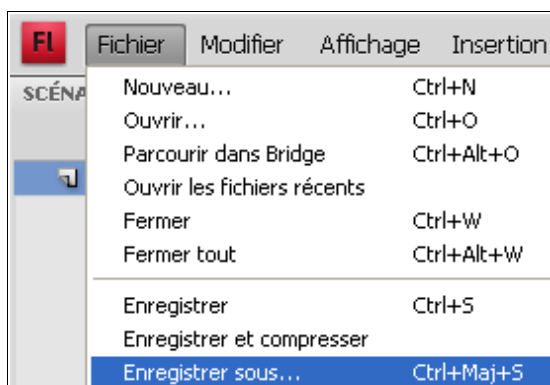 Fl Fichier Modifier Affichage Insertion
SCÉNA
Nouveau... Ctrl+N
Ouvrir... Ctrl+O
Parcourir dans Bridge Ctrl+Alt+O
Ouvrir les fichiers récents
Fermer Ctrl+W
Fermer tout Ctrl+Alt+W
Enregistrer Ctrl+S
Enregistrer et compresser
Enregistrer sous... Ctrl+Maj+S